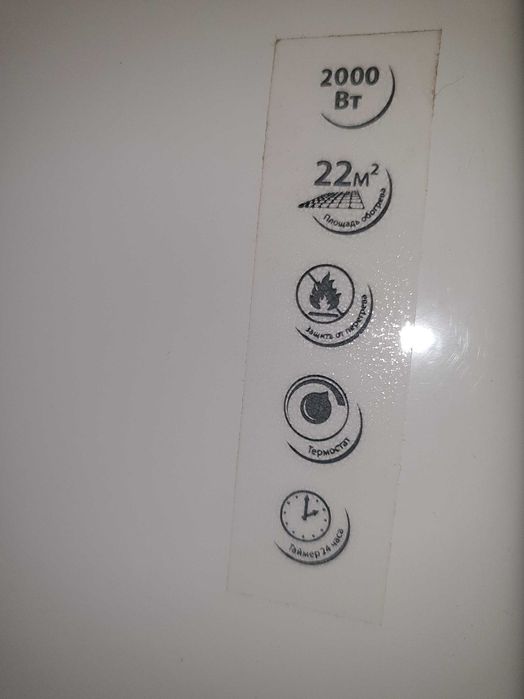 2000
Вт
22м²
Площадь обогрева
Защита от перегрева
Термостат
Таймер 24 часа